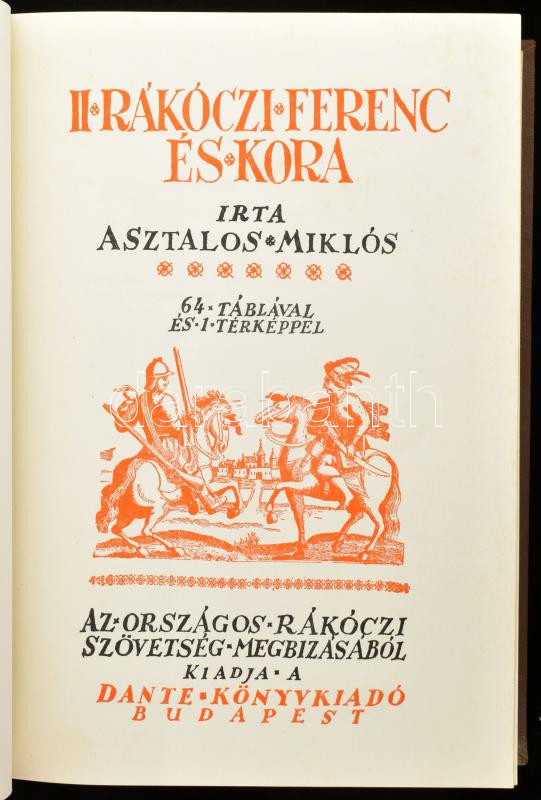 II RÁKÓCZI FERENC
ÉS KORA
IRTA
ASZTALOS MIKLÓS
64 TÁBLÁVAL
ÉS 1 TÉRKÉPPEL
darabanth
AZ ORSZÁGOS RÁKÓCZI
SZÖVETSÉG MEGBIZÁSÁBÓL
KIADJA A
DANTE KÖNYVKIADÓ
BUDAPEST